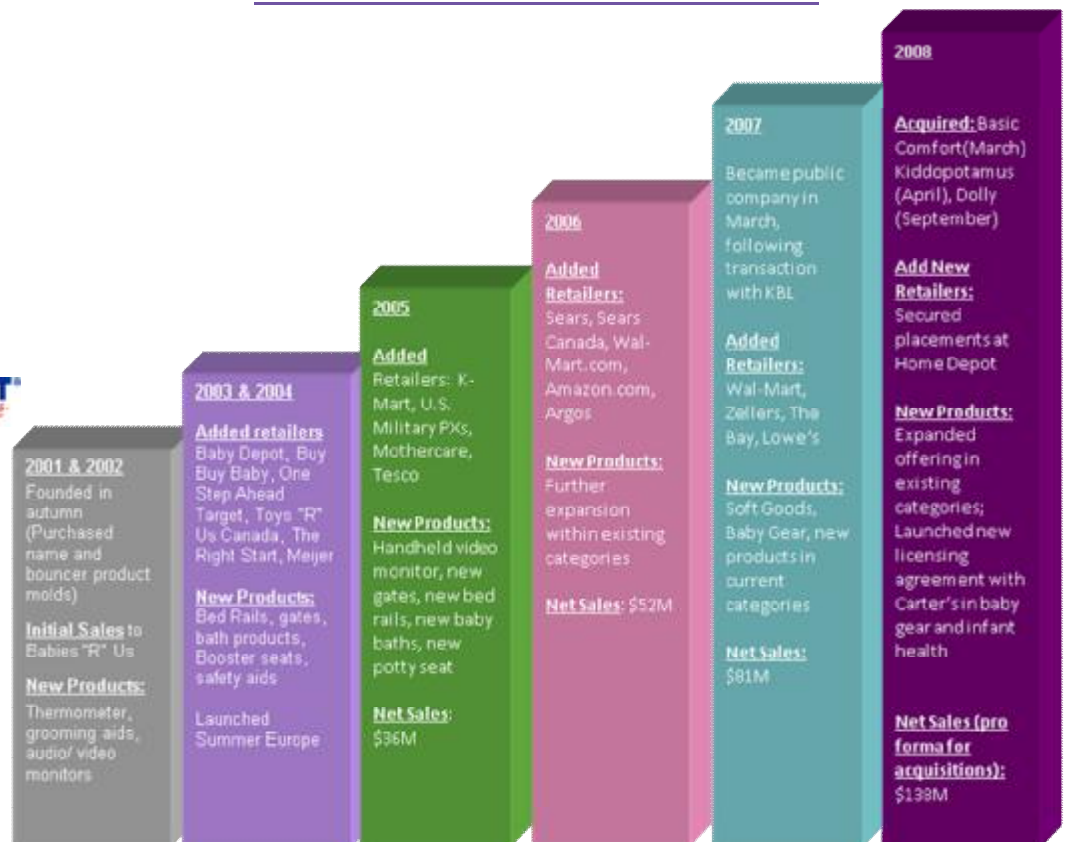 2001 & 2002
Founded in
autumn
(Purchased
name and
bouncer product
molds)
Initial Sales to
Babies "R" Us
New Products:
Thermometer,
grooming aids,
audio/ video
monitors
2003 & 2004
Added retailers
Baby Depot, Buy
Buy Baby, One
Step Ahead
Target, Toys "R"
Us Canada, The
Right Start, Meijer
New Products:
Bed Rails, gates,
bath products,
Booster seats,
safety aids
Launched
Summer Europe
2005
Added
Retailers: K-
Mart, U.S.
Military PXs,
Mothercare,
Tesco
New Products:
Handheld video
monitor, new
gates, new bed
rails, new baby
baths, new
potty seat
Net Sales:
$36M
2006
Added
Retailers:
Sears, Sears
Canada, Wal-
Mart.com,
Amazon.com,
Argos
New Products:
Further
expansion
within existing
categories
Net Sales: $52M
2007
Became public
company in
March,
following
transaction
with KBL
Added
Retailers:
Wal-Mart,
Zellers, The
Bay, Lowe's
New Products:
Soft Goods,
Baby Gear, new
products in
current
categories
Net Sales:
$81M
2008
Acquired: Basic
Comfort(March)
Kiddopotamus
(April), Dolly
(September)
Add New
Retailers:
Secured
placements at
Home Depot
New Products:
Expanded
offering in
existing
categories;
Launched new
licensing
agreement with
Carter's in baby
gear and infant
health
Net Sales (pro
forma for
acquisitions):
$138M